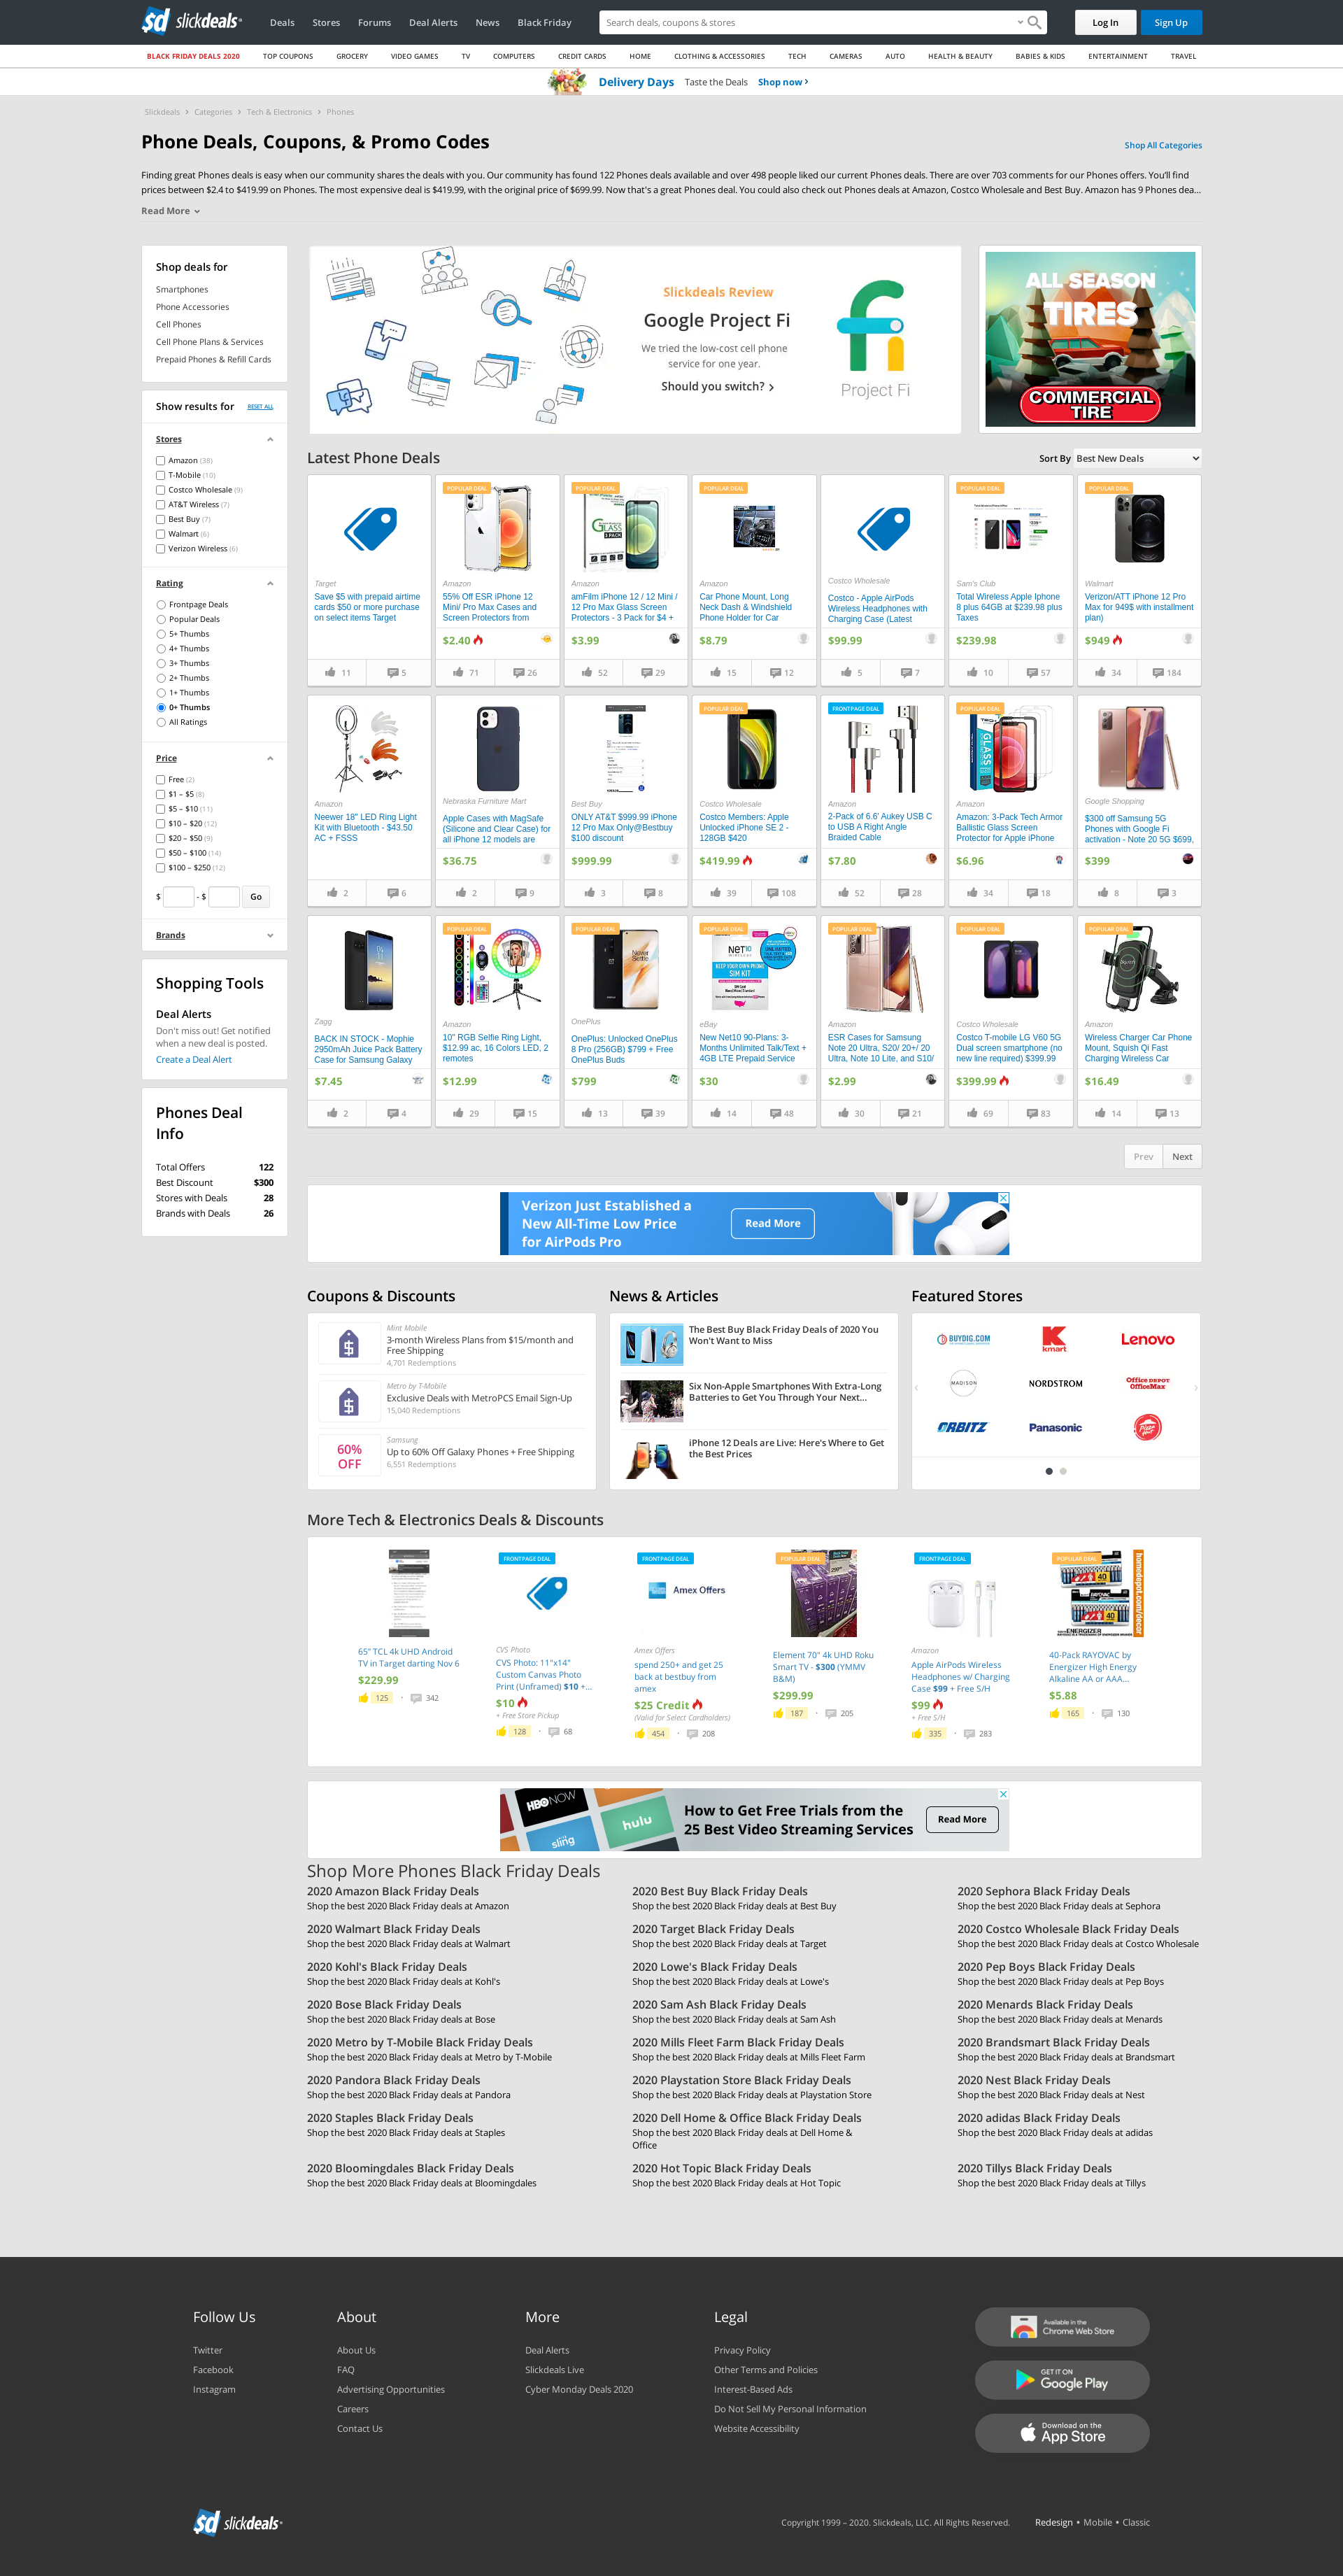 slickdeals
Deals
Stores
Forums
Deal Alerts
News
Black Friday
Search deals, coupons & stores
Log In
Sign Up
BLACK FRIDAY DEALS 2020
TOP COUPONS
GROCERY
VIDEO GAMES
TV
COMPUTERS
CREDIT CARDS
HOME
CLOTHING & ACCESSORIES
TECH
CAMERAS
AUTO
HEALTH & BEAUTY
BABIES & KIDS
ENTERTAINMENT
TRAVEL
Delivery Days Taste the Deals Shop now ›
Slickdeals › Categories › Tech & Electronics › Phones
Phone Deals, Coupons, & Promo Codes
Shop All Categories
Finding great Phones deals is easy when our community shares the deals with you. Our community has found 122 Phones deals available and over 498 people liked our current Phones deals. There are over 703 comments for our Phones offers. You'll find
prices between $2.4 to $419.99 on Phones. The most expensive deal is $419.99, with the original price of $699.99. Now that's a great Phones deal. You could also check out Phones deals at Amazon, Costco Wholesale and Best Buy. Amazon has 9 Phones dea...
Read More
Shop deals for
Smartphones
Phone Accessories
Cell Phones
Cell Phone Plans & Services
Prepaid Phones & Refill Cards
Show results for RESET ALL
Stores
Amazon (38)
T-Mobile (10)
Costco Wholesale (9)
AT&T Wireless (7)
Best Buy (7)
Walmart (6)
Verizon Wireless (6)
Rating
Frontpage Deals
Popular Deals
5+ Thumbs
4+ Thumbs
3+ Thumbs
2+ Thumbs
1+ Thumbs
0+ Thumbs
All Ratings
Price
Free (2)
$1 – $5 (8)
$5 – $10 (11)
$10 – $20 (12)
$20 – $50 (9)
$50 – $100 (14)
$100 – $250 (12)
$ - $ Go
Brands
Shopping Tools
Deal Alerts
Don't miss out! Get notified
when a new deal is posted.
Create a Deal Alert
Phones Deal
Info
Total Offers 122
Best Discount $300
Stores with Deals 28
Brands with Deals 26
Slickdeals Review
Google Project Fi
We tried the low-cost cell phone
service for one year.
Should you switch? ›
Project Fi
ALL SEASON
TIRES
COMMERCIAL
TIRE
Latest Phone Deals
Sort By Best New Deals
Target
Save $5 with prepaid airtime
cards $50 or more purchase
on select items Target
11 5
POPULAR DEAL
Amazon
55% Off ESR iPhone 12
Mini/ Pro Max Cases and
Screen Protectors from
$2.40
71 26
POPULAR DEAL
Amazon
amFilm iPhone 12 / 12 Mini /
12 Pro Max Glass Screen
Protectors - 3 Pack for $4 +
$3.99
52 29
POPULAR DEAL
Amazon
Car Phone Mount, Long
Neck Dash & Windshield
Phone Holder for Car
$8.79
15 12
Costco Wholesale
Costco - Apple AirPods
Wireless Headphones with
Charging Case (Latest
$99.99
5 7
POPULAR DEAL
Sam's Club
Total Wireless Apple Iphone
8 plus 64GB at $239.98 plus
Taxes
$239.98
10 57
POPULAR DEAL
Walmart
Verizon/ATT iPhone 12 Pro
Max for 949$ with installment
plan)
$949
34 184
Amazon
Neewer 18" LED Ring Light
Kit with Bluetooth - $43.50
AC + FSSS
2 6
Nebraska Furniture Mart
Apple Cases with MagSafe
(Silicone and Clear Case) for
all iPhone 12 models are
$36.75
2 9
Best Buy
ONLY AT&T $999.99 iPhone
12 Pro Max Only@Bestbuy
$100 discount
$999.99
3 8
POPULAR DEAL
Costco Wholesale
Costco Members: Apple
Unlocked iPhone SE 2 -
128GB $420
$419.99
39 108
FRONTPAGE DEAL
Amazon
2-Pack of 6.6' Aukey USB C
to USB A Right Angle
Braided Cable
$7.80
52 28
POPULAR DEAL
Amazon
Amazon: 3-Pack Tech Armor
Ballistic Glass Screen
Protector for Apple iPhone
$6.96
34 18
Google Shopping
$300 off Samsung 5G
Phones with Google Fi
activation - Note 20 5G $699,
$399
8 3
Zagg
BACK IN STOCK - Mophie
2950mAh Juice Pack Battery
Case for Samsung Galaxy
$7.45
2 4
POPULAR DEAL
Amazon
10" RGB Selfie Ring Light,
$12.99 ac, 16 Colors LED, 2
remotes
$12.99
29 15
POPULAR DEAL
OnePlus
OnePlus: Unlocked OnePlus
8 Pro (256GB) $799 + Free
OnePlus Buds
$799
13 39
POPULAR DEAL
NET10
eBay
New Net10 90-Plans: 3-
Months Unlimited Talk/Text +
4GB LTE Prepaid Service
$30
14 48
POPULAR DEAL
Amazon
ESR Cases for Samsung
Note 20 Ultra, S20/ 20+/ 20
Ultra, Note 10 Lite, and S10/
$2.99
30 21
POPULAR DEAL
Costco Wholesale
Costco T-mobile LG V60 5G
Dual screen smartphone (no
new line required) $399.99
$399.99
69 83
POPULAR DEAL
Amazon
Wireless Charger Car Phone
Mount, Squish Qi Fast
Charging Wireless Car
$16.49
14 13
Prev Next
Verizon Just Established a
New All-Time Low Price
for AirPods Pro
Read More
Coupons & Discounts
Mint Mobile
3-month Wireless Plans from $15/month and
Free Shipping
4,701 Redemptions
Metro by T-Mobile
Exclusive Deals with MetroPCS Email Sign-Up
15,040 Redemptions
60%
OFF
Samsung
Up to 60% Off Galaxy Phones + Free Shipping
6,551 Redemptions
News & Articles
The Best Buy Black Friday Deals of 2020 You
Won't Want to Miss
Six Non-Apple Smartphones With Extra-Long
Batteries to Get You Through Your Next...
iPhone 12 Deals are Live: Here's Where to Get
the Best Prices
Featured Stores
BUYDIG.COM
kmart
Lenovo
MADISON
NORDSTROM
Office DEPOT
OfficeMax
ORBITZ
Panasonic
More Tech & Electronics Deals & Discounts
65" TCL 4k UHD Android
TV in Target darting Nov 6
$229.99
125 · 342
FRONTPAGE DEAL
CVS Photo
CVS Photo: 11"x14"
Custom Canvas Photo
Print (Unframed) $10 +...
$10
+ Free Store Pickup
128 · 68
FRONTPAGE DEAL
Amex Offers
Amex Offers
spend 250+ and get 25
back at bestbuy from
amex
$25 Credit
(Valid for Select Cardholders)
454 · 208
POPULAR DEAL
Element 70" 4k UHD Roku
Smart TV - $300 (YMMV
B&M)
$299.99
187 · 205
FRONTPAGE DEAL
Amazon
Apple AirPods Wireless
Headphones w/ Charging
Case $99 + Free S/H
$99
+ Free S/H
335 · 283
POPULAR DEAL
homedepot.com/decor
ENERGIZER
40-Pack RAYOVAC by
Energizer High Energy
Alkaline AA or AAA...
$5.88
165 · 130
HBO NOW
sling
hulu
How to Get Free Trials from the
25 Best Video Streaming Services
Read More
Shop More Phones Black Friday Deals
2020 Amazon Black Friday Deals
Shop the best 2020 Black Friday deals at Amazon
2020 Best Buy Black Friday Deals
Shop the best 2020 Black Friday deals at Best Buy
2020 Sephora Black Friday Deals
Shop the best 2020 Black Friday deals at Sephora
2020 Walmart Black Friday Deals
Shop the best 2020 Black Friday deals at Walmart
2020 Target Black Friday Deals
Shop the best 2020 Black Friday deals at Target
2020 Costco Wholesale Black Friday Deals
Shop the best 2020 Black Friday deals at Costco Wholesale
2020 Kohl's Black Friday Deals
Shop the best 2020 Black Friday deals at Kohl's
2020 Lowe's Black Friday Deals
Shop the best 2020 Black Friday deals at Lowe's
2020 Pep Boys Black Friday Deals
Shop the best 2020 Black Friday deals at Pep Boys
2020 Bose Black Friday Deals
Shop the best 2020 Black Friday deals at Bose
2020 Sam Ash Black Friday Deals
Shop the best 2020 Black Friday deals at Sam Ash
2020 Menards Black Friday Deals
Shop the best 2020 Black Friday deals at Menards
2020 Metro by T-Mobile Black Friday Deals
Shop the best 2020 Black Friday deals at Metro by T-Mobile
2020 Mills Fleet Farm Black Friday Deals
Shop the best 2020 Black Friday deals at Mills Fleet Farm
2020 Brandsmart Black Friday Deals
Shop the best 2020 Black Friday deals at Brandsmart
2020 Pandora Black Friday Deals
Shop the best 2020 Black Friday deals at Pandora
2020 Playstation Store Black Friday Deals
Shop the best 2020 Black Friday deals at Playstation Store
2020 Nest Black Friday Deals
Shop the best 2020 Black Friday deals at Nest
2020 Staples Black Friday Deals
Shop the best 2020 Black Friday deals at Staples
2020 Dell Home & Office Black Friday Deals
Shop the best 2020 Black Friday deals at Dell Home &
Office
2020 adidas Black Friday Deals
Shop the best 2020 Black Friday deals at adidas
2020 Bloomingdales Black Friday Deals
Shop the best 2020 Black Friday deals at Bloomingdales
2020 Hot Topic Black Friday Deals
Shop the best 2020 Black Friday deals at Hot Topic
2020 Tillys Black Friday Deals
Shop the best 2020 Black Friday deals at Tillys
Follow Us
Twitter
Facebook
Instagram
About
About Us
FAQ
Advertising Opportunities
Careers
Contact Us
More
Deal Alerts
Slickdeals Live
Cyber Monday Deals 2020
Legal
Privacy Policy
Other Terms and Policies
Interest-Based Ads
Do Not Sell My Personal Information
Website Accessibility
Available in the
Chrome Web Store
GET IT ON
Google Play
Download on the
App Store
slickdeals
Copyright 1999 – 2020. Slickdeals, LLC. All Rights Reserved.
Redesign • Mobile • Classic